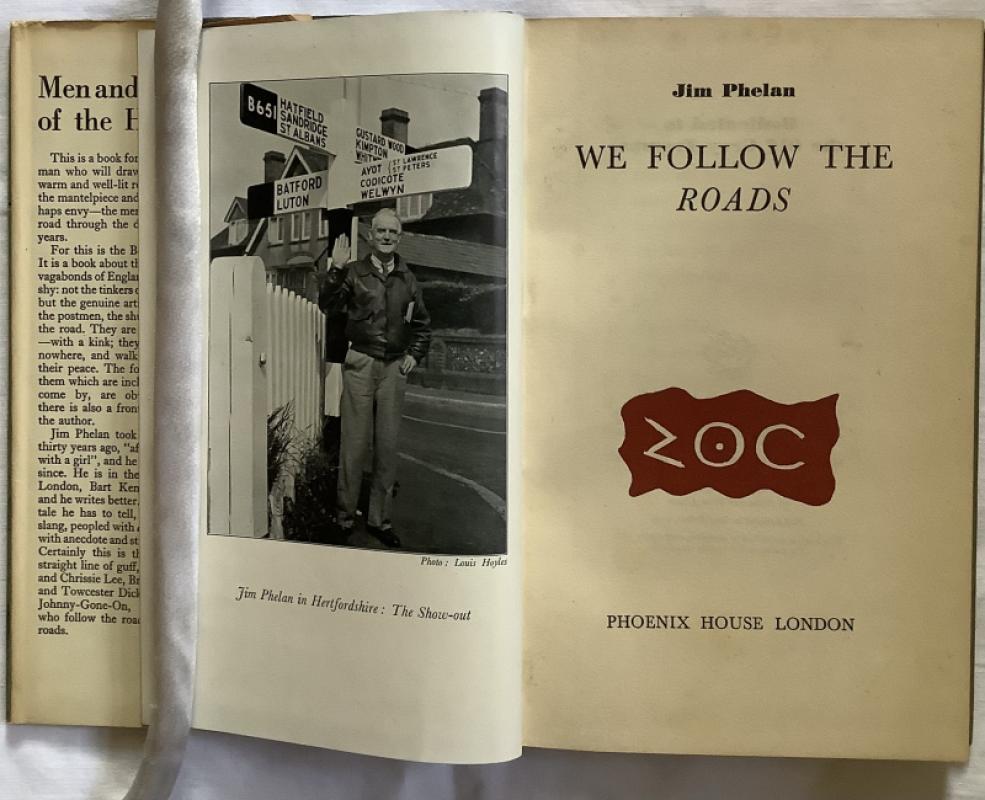 Men and
of the H
This is a book for
man who will draw
warm and well-lit r
the mantelpiece and
haps envy—the me
road through the d
years.
For this is the B
It is a book about th
vagabonds of Englan
shy: not the tinkers
but the genuine art
the postmen, the sh
the road. They are
—with a kink; they
nowhere, and walk
their peace. The fo
them which are incl
come by, are ob
there is also a fron
the author.
Jim Phelan took
thirty years ago, "af
with a girl", and he
since. He is in the
London, Bart Ken
and he writes better.
tale he has to tell,
slang, peopled with
with anecdote and st
Certainly this is th
straight line of guff,
and Chrissie Lee, Br
and Towcester Dick
Johnny-Gone-On,
who follow the roa
roads.
B651
HATFIELD
SANDRIDGE
ST ALBANS
GUSTARD WOOD
KIMPTON
WHITW
BATFORD
LUTON
AYOT ST LAWRENCE
ST PETERS
CODICOTE
WELWYN
Photo: Louis Hoyles
Jim Phelan in Hertfordshire: The Show-out
Jim Phelan
WE FOLLOW THE
ROADS
PHOENIX HOUSE LONDON